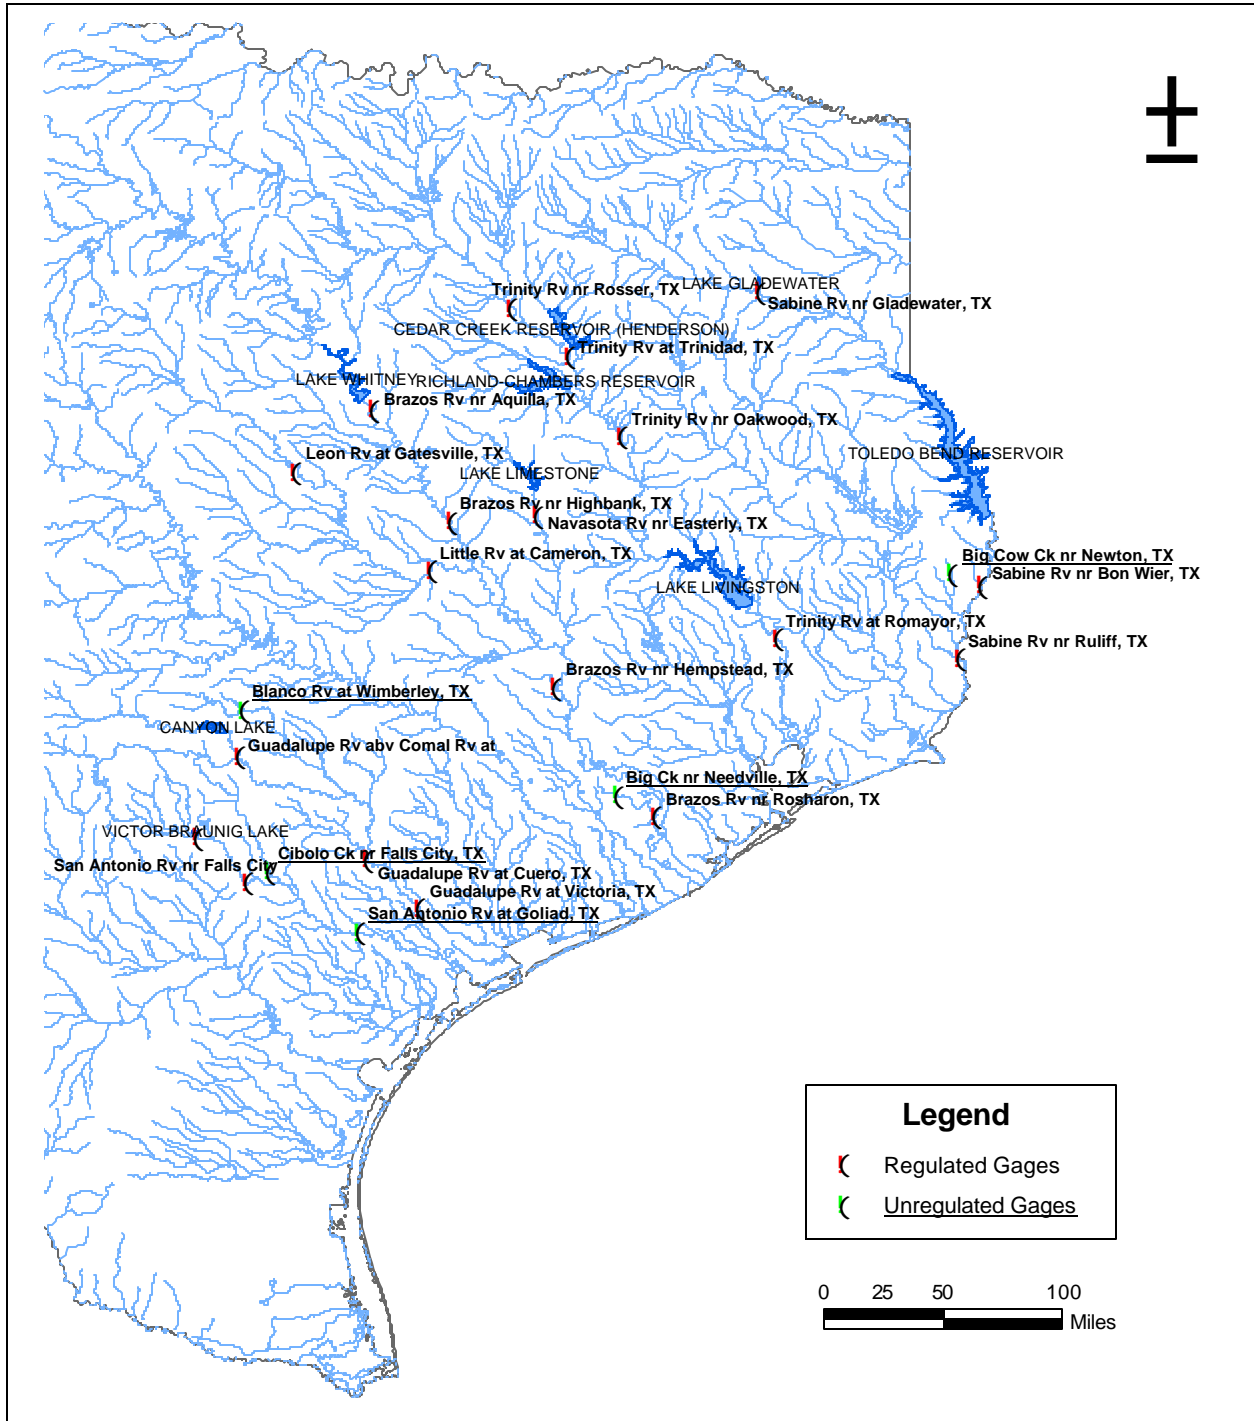 LAKE GLADEWATER
Trinity Rv nr Rosser, TX
Sabine Rv nr Gladewater, TX
CEDAR CREEK RESERVOIR (HENDERSON)
Trinity Rv at Trinidad, TX
LAKE WHITNEY
RICHLAND-CHAMBERS RESERVOIR
Brazos Rv nr Aquilla, TX
Trinity Rv nr Oakwood, TX
Leon Rv at Gatesville, TX
TOLEDO BEND RESERVOIR
LAKE LIMESTONE
Brazos Rv nr Highbank, TX
Navasota Rv nr Easterly, TX
Little Rv at Cameron, TX
Big Cow Ck nr Newton, TX
Sabine Rv nr Bon Wier, TX
LAKE LIVINGSTON
Trinity Rv at Romayor, TX
Sabine Rv nr Ruliff, TX
Brazos Rv nr Hempstead, TX
Blanco Rv at Wimberley, TX
CANYON LAKE
Guadalupe Rv abv Comal Rv at
Big Ck nr Needville, TX
Brazos Rv nr Rosharon, TX
VICTOR BRAUNIG LAKE
Cibolo Ck nr Falls City, TX
San Antonio Rv nr Falls City
Guadalupe Rv at Cuero, TX
Guadalupe Rv at Victoria, TX
San Antonio Rv at Goliad, TX
Legend
Regulated Gages
Unregulated Gages
0 25 50 100
Miles